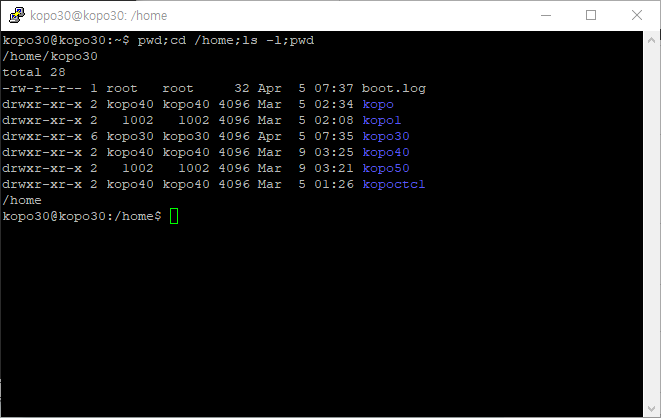 kopo30@kopo30: /home
kopo30@kopo30:~$ pwd;cd /home;ls -l;pwd
/home/kopo30
total 28
-rw-r--r-- 1 root   root     32 Apr  5 07:37 boot.log
drwxr-xr-x 2 kopo40 kopo40 4096 Mar  5 02:34 kopo
drwxr-xr-x 2   1002   1002 4096 Mar  5 02:08 kopo1
drwxr-xr-x 6 kopo30 kopo30 4096 Apr  5 07:35 kopo30
drwxr-xr-x 2 kopo40 kopo40 4096 Mar  9 03:25 kopo40
drwxr-xr-x 2   1002   1002 4096 Mar  9 03:21 kopo50
drwxr-xr-x 2 kopo40 kopo40 4096 Mar  5 01:26 kopoctcl
/home
kopo30@kopo30:/home$